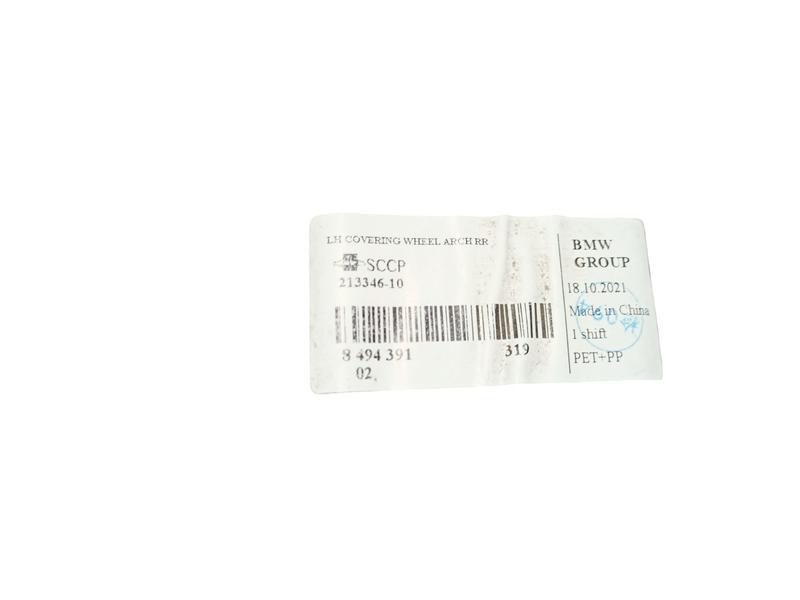 LH COVERING WHEEL ARCH RR
SCCP
213346-10
8 494 391
319
02
BMW
GROUP
18.10.2021
Made in China
1 shift
PET+PP